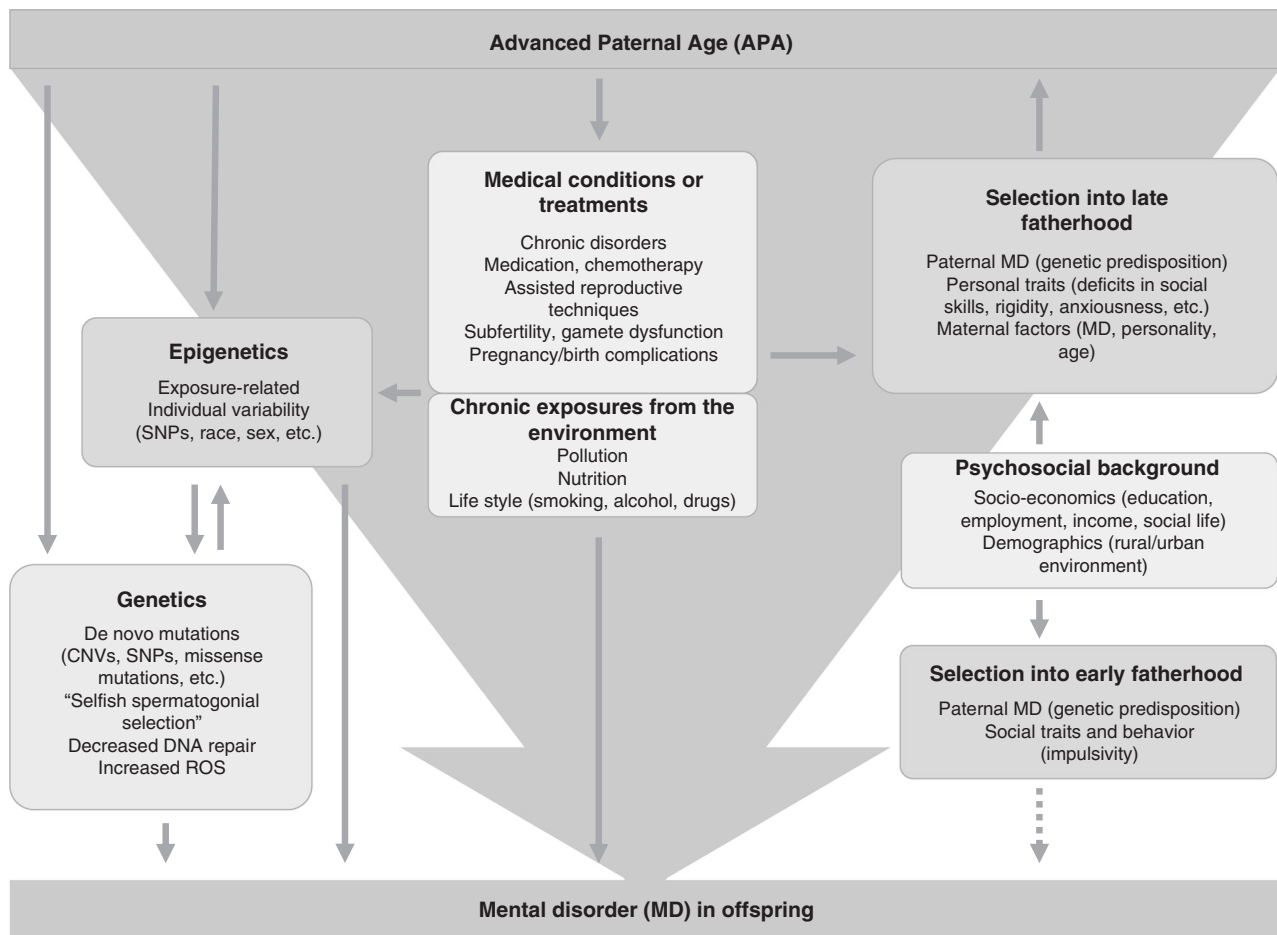 Advanced Paternal Age (APA)
Medical conditions or
treatments
Chronic disorders
Medication, chemotherapy
Assisted reproductive
techniques
Subfertility, gamete dysfunction
Pregnancy/birth complications
Selection into late
fatherhood
Paternal MD (genetic predisposition)
Personal traits (deficits in social
skills, rigidity, anxiousness, etc.)
Maternal factors (MD, personality,
age)
Epigenetics
Exposure-related
Individual variability
(SNPs, race, sex, etc.)
Chronic exposures from the
environment
Pollution
Nutrition
Life style (smoking, alcohol, drugs)
Psychosocial background
Socio-economics (education,
employment, income, social life)
Demographics (rural/urban
environment)
Genetics
De novo mutations
(CNVs, SNPs, missense
mutations, etc.)
“Selfish spermatogonial
selection”
Decreased DNA repair
Increased ROS
Selection into early fatherhood
Paternal MD (genetic predisposition)
Social traits and behavior
(impulsivity)
Mental disorder (MD) in offspring